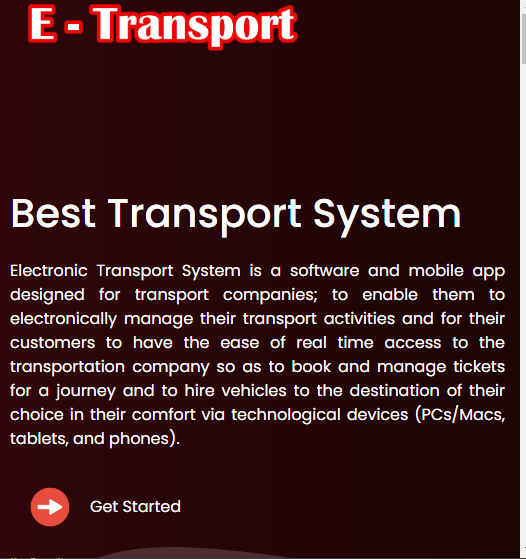 E - Transport
Best Transport System
Electronic Transport System is a software and mobile app
designed for transport companies; to enable them to
electronically manage their transport activities and for their
customers to have the ease of real time access to the
transportation company so as to book and manage tickets
for a journey and to hire vehicles to the destination of their
choice in their comfort via technological devices (PCs/Macs,
tablets, and phones).
Get Started